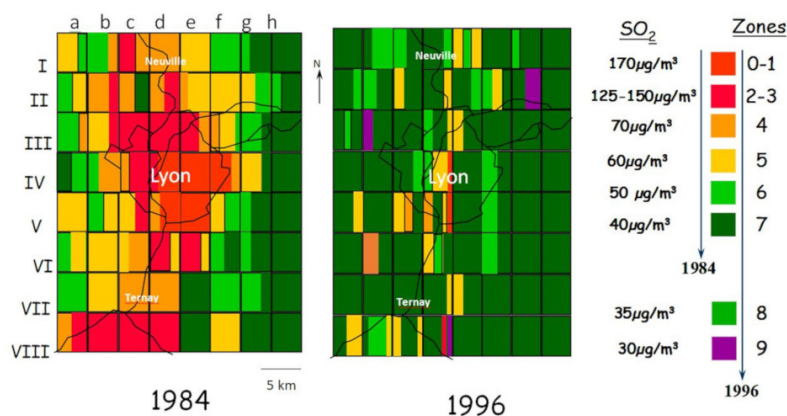 a b c d e f g h
I
II
III
IV
V
VI
VII
VIII
Neuville
Lyon
Ternay
5 km
1984
N
Neuville
Lyon
Ternay
1996
SO₂ Zones
170µg/m³ 0-1
125-150µg/m³ 2-3
70µg/m³ 4
60µg/m³ 5
50 µg/m³ 6
40µg/m³ 7
1984
35µg/m³ 8
30µg/m³ 9
1996